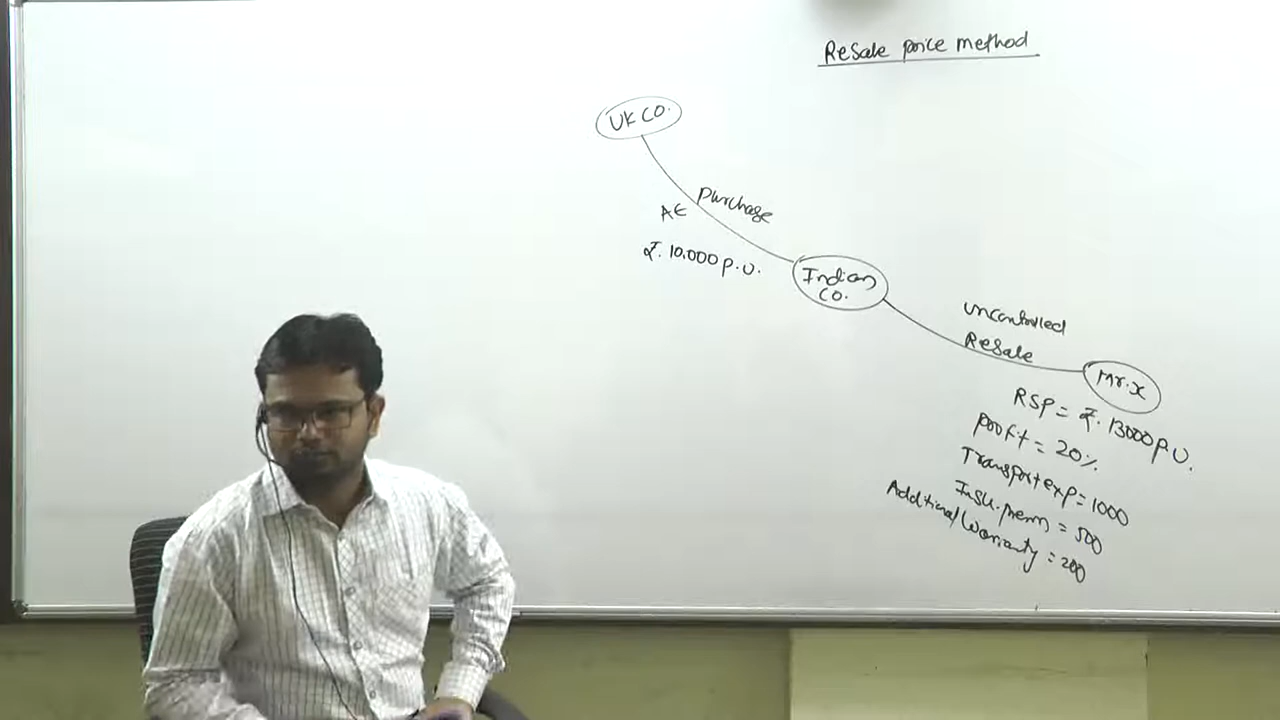 Resale price method
UK CO.
Purchase
AE
₹. 10,000 p.u.
Indian
CO.
Uncontrolled
Resale
Mr. X
RSP = ₹. 13000 p.u.
Profit = 20%
Transport exp = 1000
Insu. prem = 500
Additional Warranty = 200